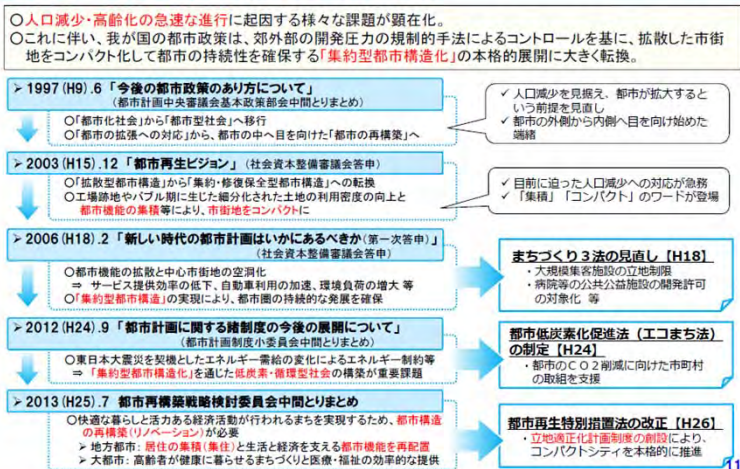 ○人口減少・高齢化の急速な進行に起因する様々な課題が顕在化。
○これに伴い、我が国の都市政策は、郊外部の開発圧力の規制的手法によるコントロールを基に、拡散した市街
地をコンパクト化して都市の持続性を確保する「集約型都市構造化」の本格的展開に大きく転換。
➢ 1997(H9).6 「今後の都市政策のあり方について」
(都市計画中央審議会基本政策部会中間とりまとめ)
○「都市化社会」から「都市型社会」へ移行
○「都市の拡張への対応」から、都市の中へ目を向けた「都市の再構築」へ
✓ 人口減少を見据え、都市が拡大すると
いう前提を見直し
✓ 都市の外側から内側へ目を向け始めた
端緒
➢ 2003(H15).12 「都市再生ビジョン」(社会資本整備審議会答申)
○「拡散型都市構造」から「集約・修復保全型都市構造」への転換
○工場跡地やバブル期に生じた細分化された土地の利用密度の向上と
都市機能の集積等により、市街地をコンパクトに
✓ 目前に迫った人口減少への対応が急務
✓ 「集積」「コンパクト」のワードが登場
➢ 2006(H18).2 「新しい時代の都市計画はいかにあるべきか(第一次答申)」
(社会資本整備審議会答申)
○都市機能の拡散と中心市街地の空洞化
⇒ サービス提供効率の低下、自動車利用の加速、環境負荷の増大 等
○「集約型都市構造」の実現により、都市圏の持続的な発展を確保
まちづくり3法の見直し【H18】
・大規模集客施設の立地制限
・病院等の公共公益施設の開発許可
の対象化 等
➢ 2012(H24).9 「都市計画に関する諸制度の今後の展開について」
(都市計画制度小委員会中間とりまとめ)
○東日本大震災を契機としたエネルギー需給の変化によるエネルギー制約等
⇒ 「集約型都市構造化」を通じた低炭素・循環型社会の構築が重要課題
都市低炭素化促進法(エコまち法)
の制定【H24】
・都市のCO2削減に向けた市町村
の取組を支援
➢ 2013(H25).7 都市再構築戦略検討委員会中間とりまとめ
○快適な暮らしと活力ある経済活動が行われるまちを実現するため、都市構造
の再構築(リノベーション)が必要
➢ 地方都市：居住の集積(集住)と生活と経済を支える都市機能を再配置
➢ 大都市：高齢者が健康に暮らせるまちづくりと医療・福祉の効率的な提供
都市再生特別措置法の改正【H26】
・立地適正化計画制度の創設により、
コンパクトシティを本格的に推進
11